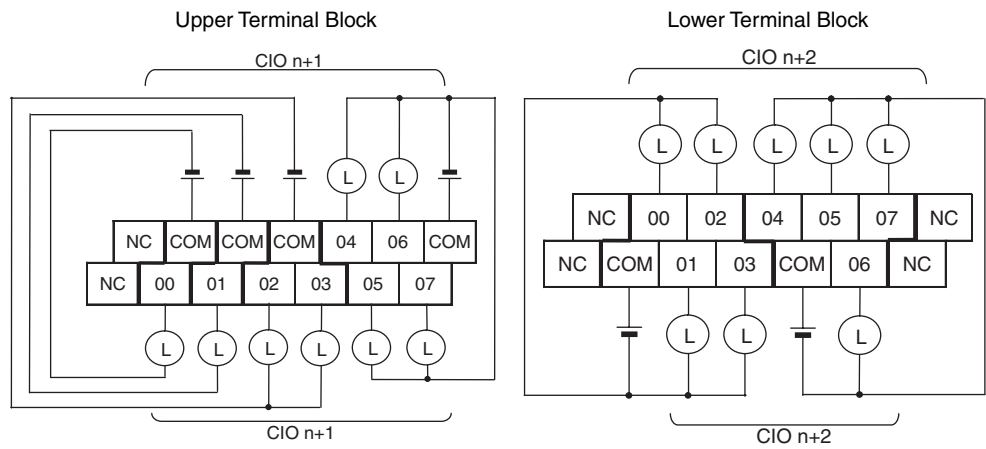 Upper Terminal Block
CIO n+1
L L
NC COM COM COM 04 06 COM
NC 00 01 02 03 05 07
L L L L L L
CIO n+1
Lower Terminal Block
CIO n+2
L L L L L
NC 00 02 04 05 07 NC
NC COM 01 03 COM 06 NC
L L L
CIO n+2